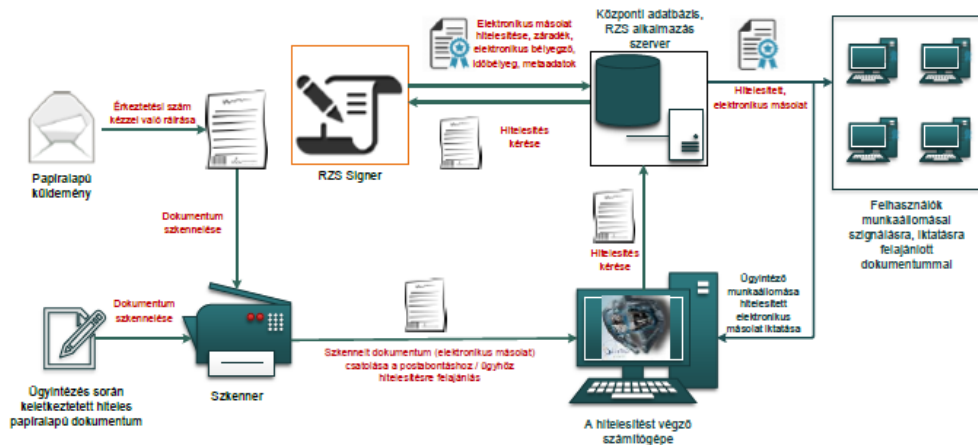 Elektronikus másolat
hitelesítése, záradék,
elektronikus bélyegző,
időbélyeg, metaadatok
Központi adatbázis,
RZS alkalmazás
szerver
Érkeztetési szám
kézzel való ráírása
Hitelesített,
elektronikus másolat
Hitelesítés
kérése
RZS Signer
Papíralapú
küldemény
Felhasználók
munkaállomásai
szignálásra, iktatásra
felajánlott
dokumentummal
Dokumentum
szkennelése
Hitelesítés
kérése
Ügyintéző
munkaállomása
hitelesített
elektronikus
másolat iktatása
Dokumentum
szkennelése
Szkennelt dokumentum (elektronikus másolat)
csatolása a postabontáshoz / ügyhöz
hitelesítésre felajánlás
Ügyintézés során
keletkeztetett hiteles
papíralapú dokumentum
Szkenner
A hitelesítést végző
számítógépe